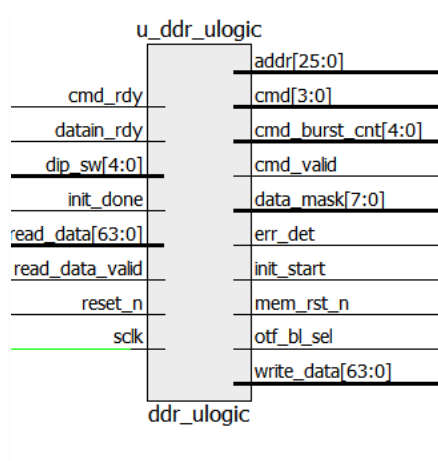 u_ddr_ulogic
addr[25:0]
cmd_rdy
cmd[3:0]
datain_rdy
cmd_burst_cnt[4:0]
dip_sw[4:0]
cmd_valid
init_done
data_mask[7:0]
read_data[63:0]
err_det
read_data_valid
init_start
reset_n
mem_rst_n
sclk
otf_bl_sel
write_data[63:0]
ddr_ulogic